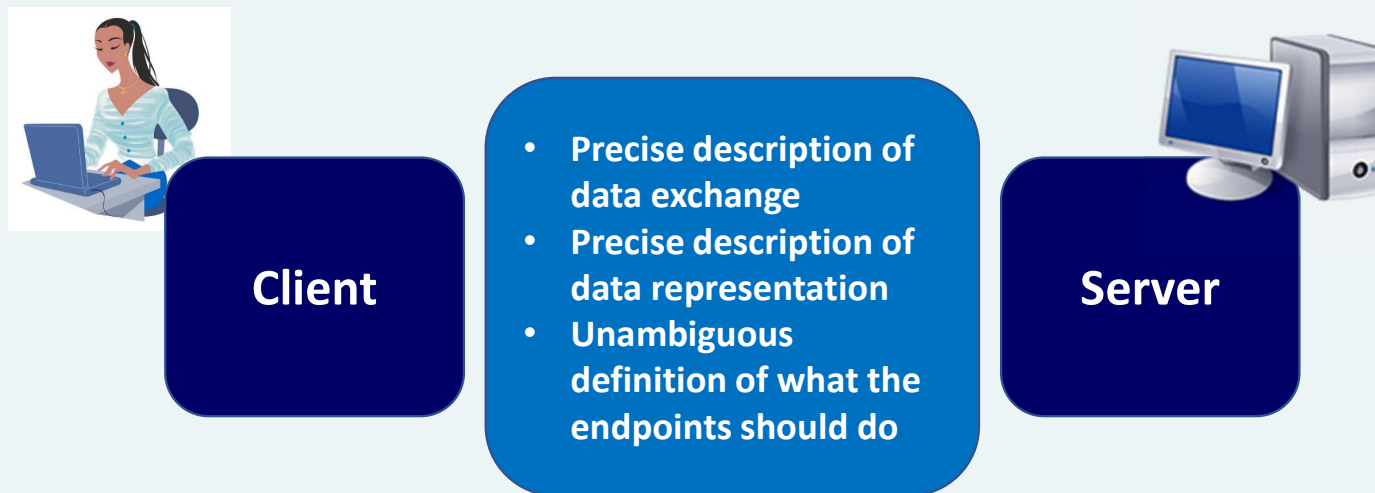 Client
• Precise description of
data exchange
• Precise description of
data representation
• Unambiguous
definition of what the
endpoints should do
Server